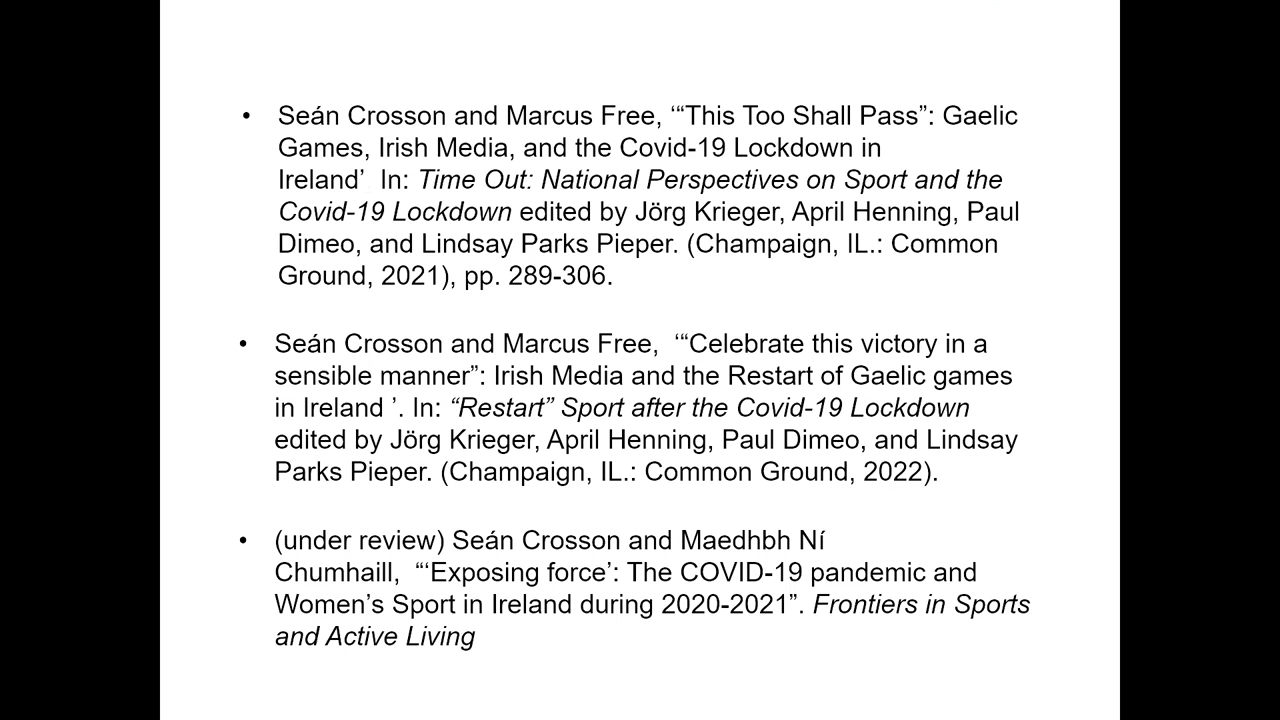 • Seán Crosson and Marcus Free, ‘“This Too Shall Pass”: Gaelic
Games, Irish Media, and the Covid-19 Lockdown in
Ireland’  In: Time Out: National Perspectives on Sport and the
Covid-19 Lockdown edited by Jörg Krieger, April Henning, Paul
Dimeo, and Lindsay Parks Pieper. (Champaign, IL.: Common
Ground, 2021), pp. 289-306.
• Seán Crosson and Marcus Free,  ‘“Celebrate this victory in a
sensible manner”: Irish Media and the Restart of Gaelic games
in Ireland ’. In: “Restart” Sport after the Covid-19 Lockdown
edited by Jörg Krieger, April Henning, Paul Dimeo, and Lindsay
Parks Pieper. (Champaign, IL.: Common Ground, 2022).
• (under review) Seán Crosson and Maedhbh Ní
Chumhaill,  “‘Exposing force’: The COVID-19 pandemic and
Women’s Sport in Ireland during 2020-2021”. Frontiers in Sports
and Active Living